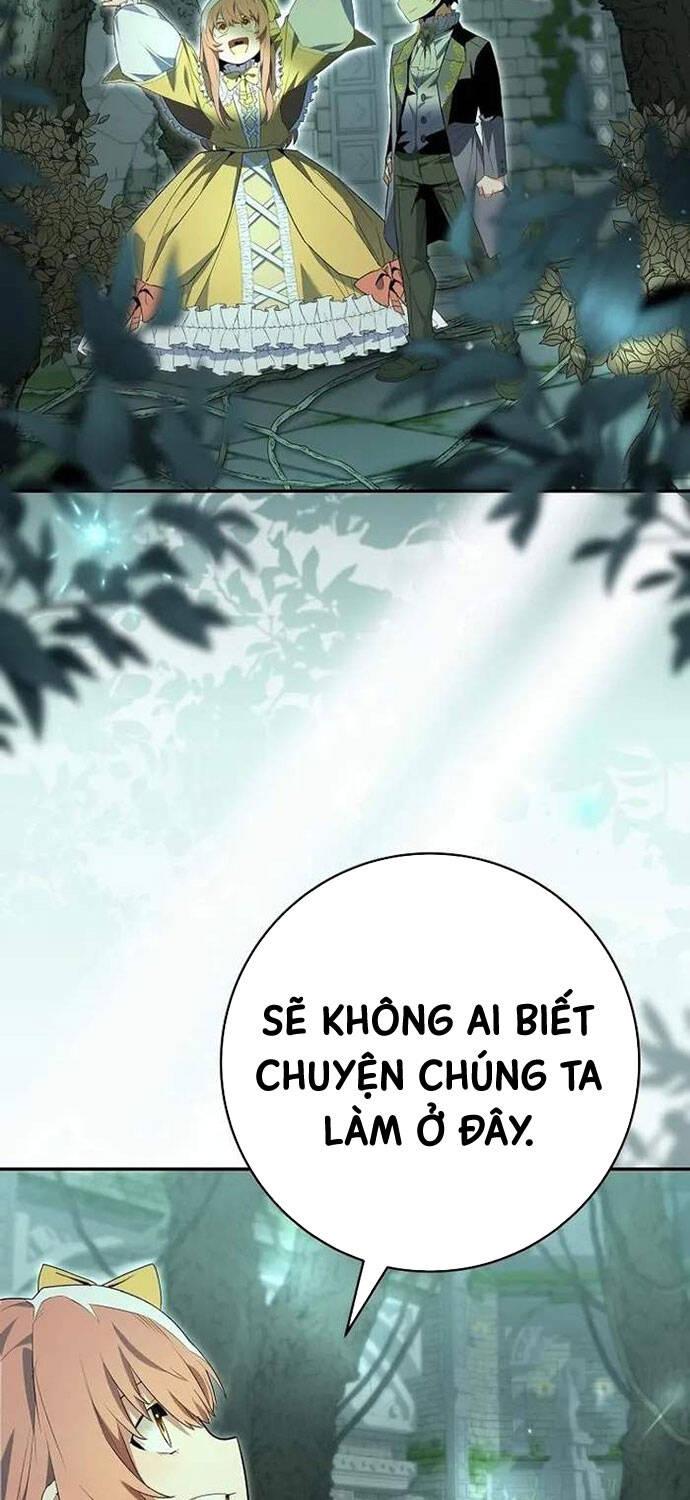 SẼ KHÔNG AI BIẾT
CHUYỆN CHÚNG TA
LÀM Ở ĐÂY.